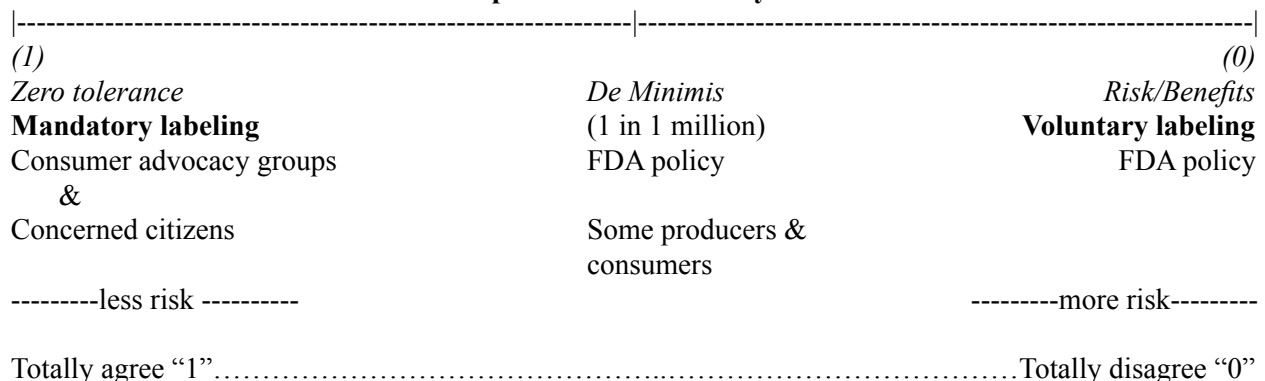 |---------------------------------------------------------------|---------------------------------------------------------------|
(1) (0)
Zero tolerance De Minimis Risk/Benefits
Mandatory labeling (1 in 1 million) Voluntary labeling
Consumer advocacy groups FDA policy FDA policy
&
Concerned citizens Some producers &
consumers
---------less risk ---------- ---------more risk---------
Totally agree “1”……………………………………..……………………………Totally disagree “0”